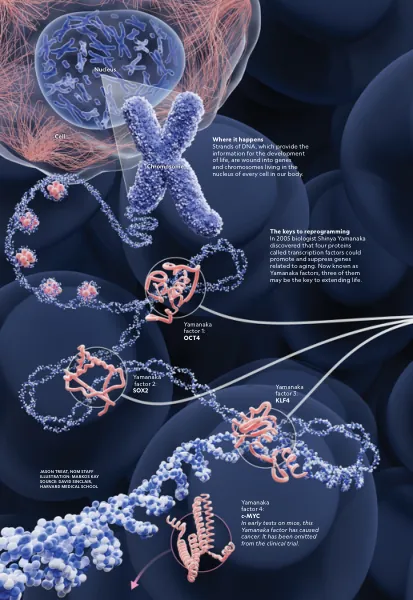 Nucleus
Cell
Chromosome
Where it happens
Strands of DNA, which provide the
information for the development
of life, are wound into genes
and chromosomes living in the
nucleus of every cell in our body.
The keys to reprogramming
In 2005 biologist Shinya Yamanaka
discovered that four proteins
called transcription factors could
promote and suppress genes
related to aging. Now known as
Yamanaka factors, three of them
may be the key to extending life.
Yamanaka
factor 1:
OCT4
Yamanaka
factor 2:
SOX2
Yamanaka
factor 3:
KLF4
JASON TREAT, NGM STAFF
ILLUSTRATION: MARKOS KAY
SOURCE: DAVID SINCLAIR,
HARVARD MEDICAL SCHOOL
Yamanaka
factor 4:
c-MYC
In early tests on mice, this
Yamanaka factor has caused
cancer. It has been omitted
from the clinical trial.